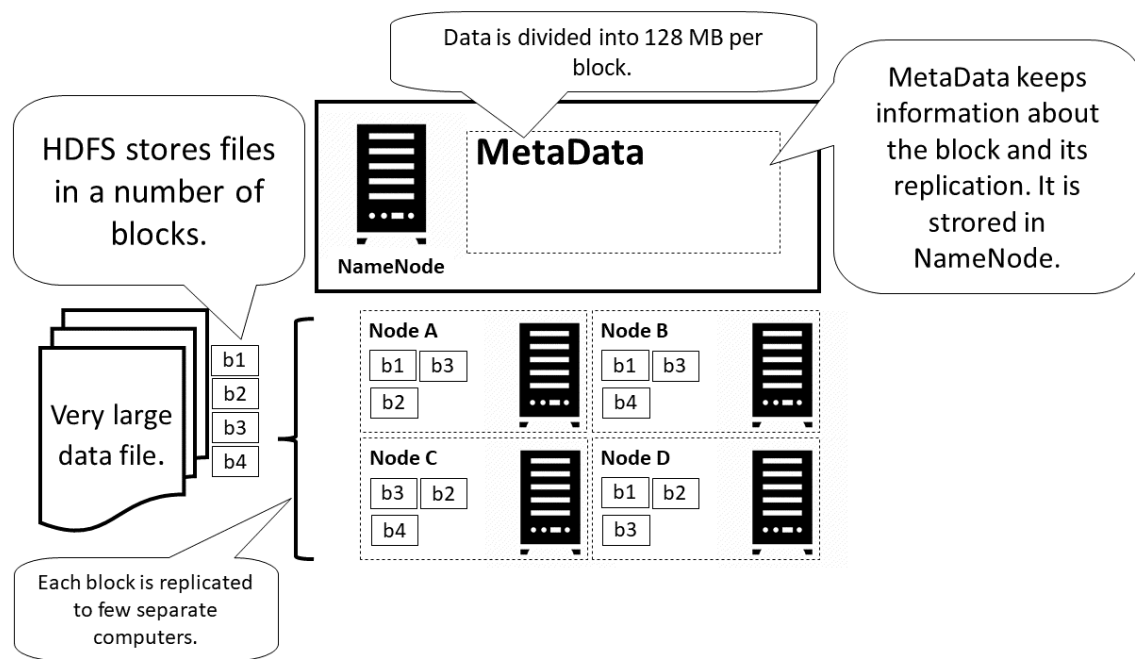 Data is divided into 128 MB per
block.
HDFS stores files
in a number of
blocks.
MetaData
NameNode
MetaData keeps
information about
the block and its
replication. It is
strored in
NameNode.
Very large
data file.
b1
b2
b3
b4
Node A
b1 b3
b2
Node B
b1 b3
b4
Node C
b3 b2
b4
Node D
b1 b2
b3
Each block is replicated
to few separate
computers.